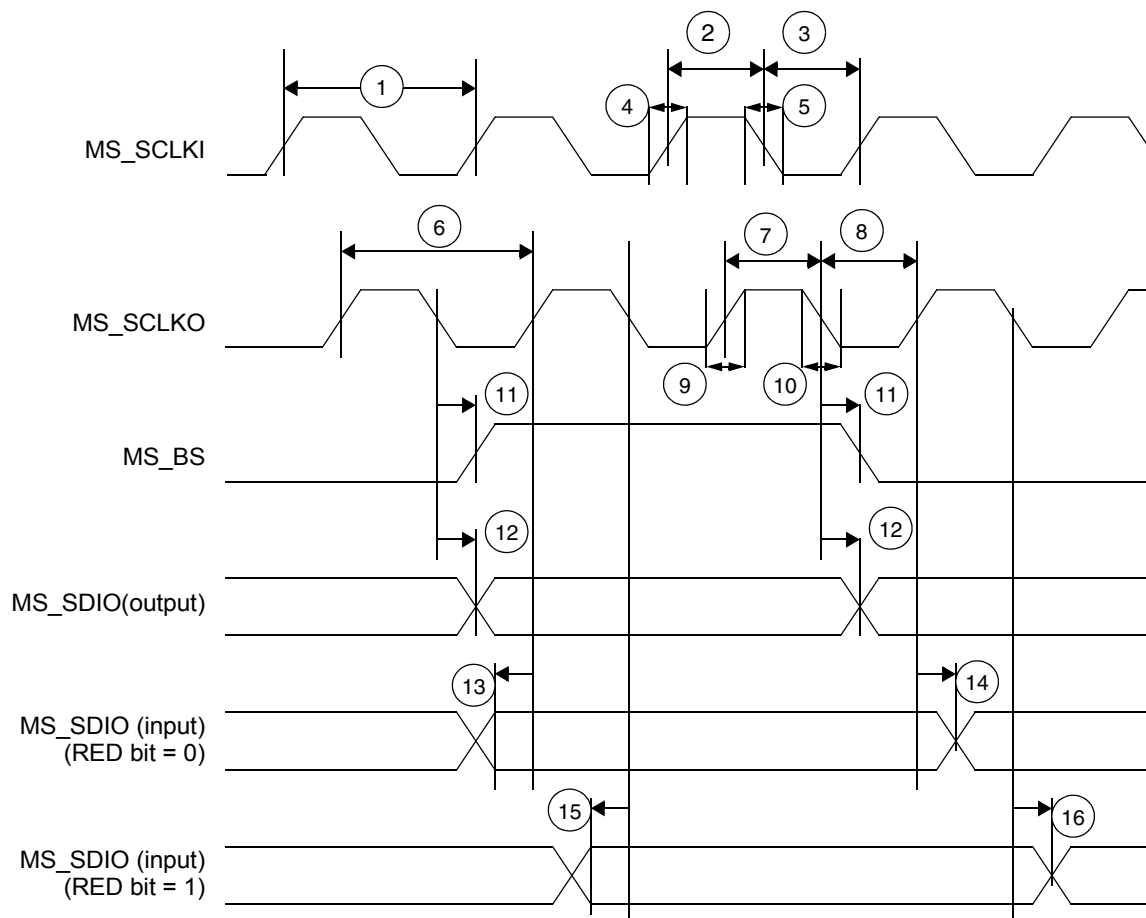 2
3
1
4
5
MS_SCLKI
6
7
8
MS_SCLKO
9
10
11
11
MS_BS
12
12
MS_SDIO(output)
13
14
MS_SDIO (input)
(RED bit = 0)
15
16
MS_SDIO (input)
(RED bit = 1)